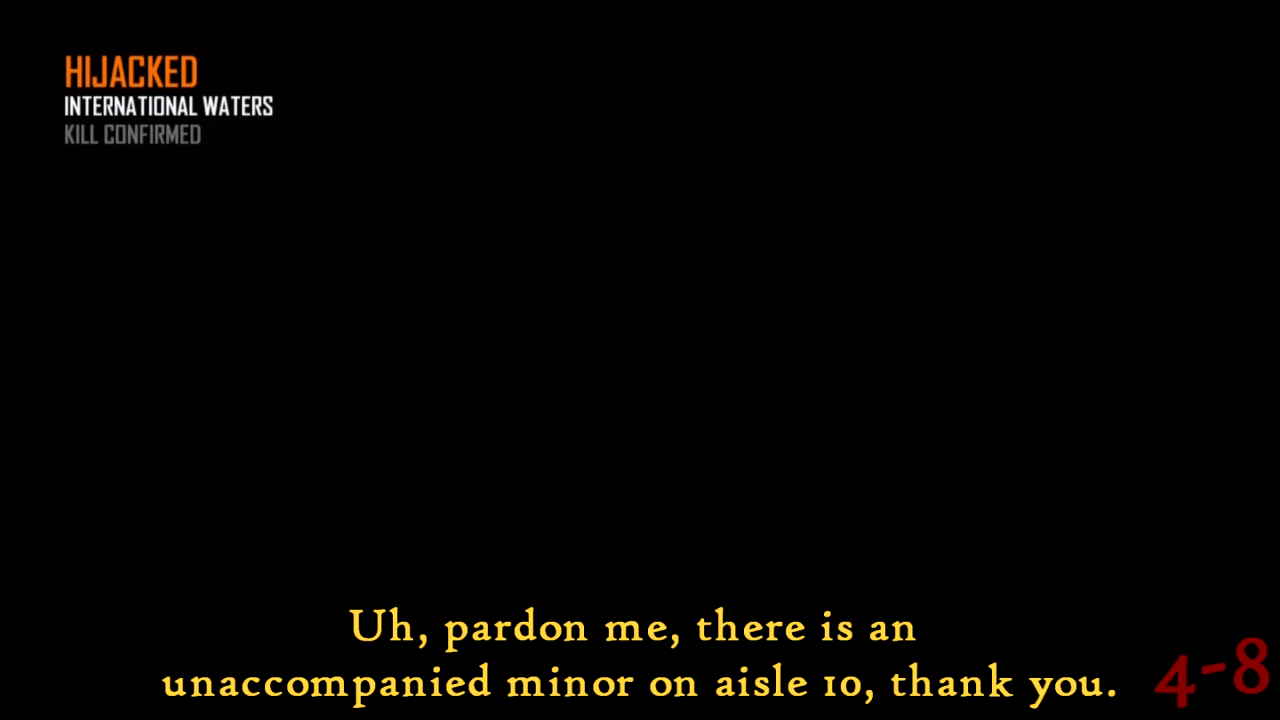 HIJACKED
INTERNATIONAL WATERS
KILL CONFIRMED
Uh, pardon me, there is an
unaccompanied minor on aisle 10, thank you.
4-8